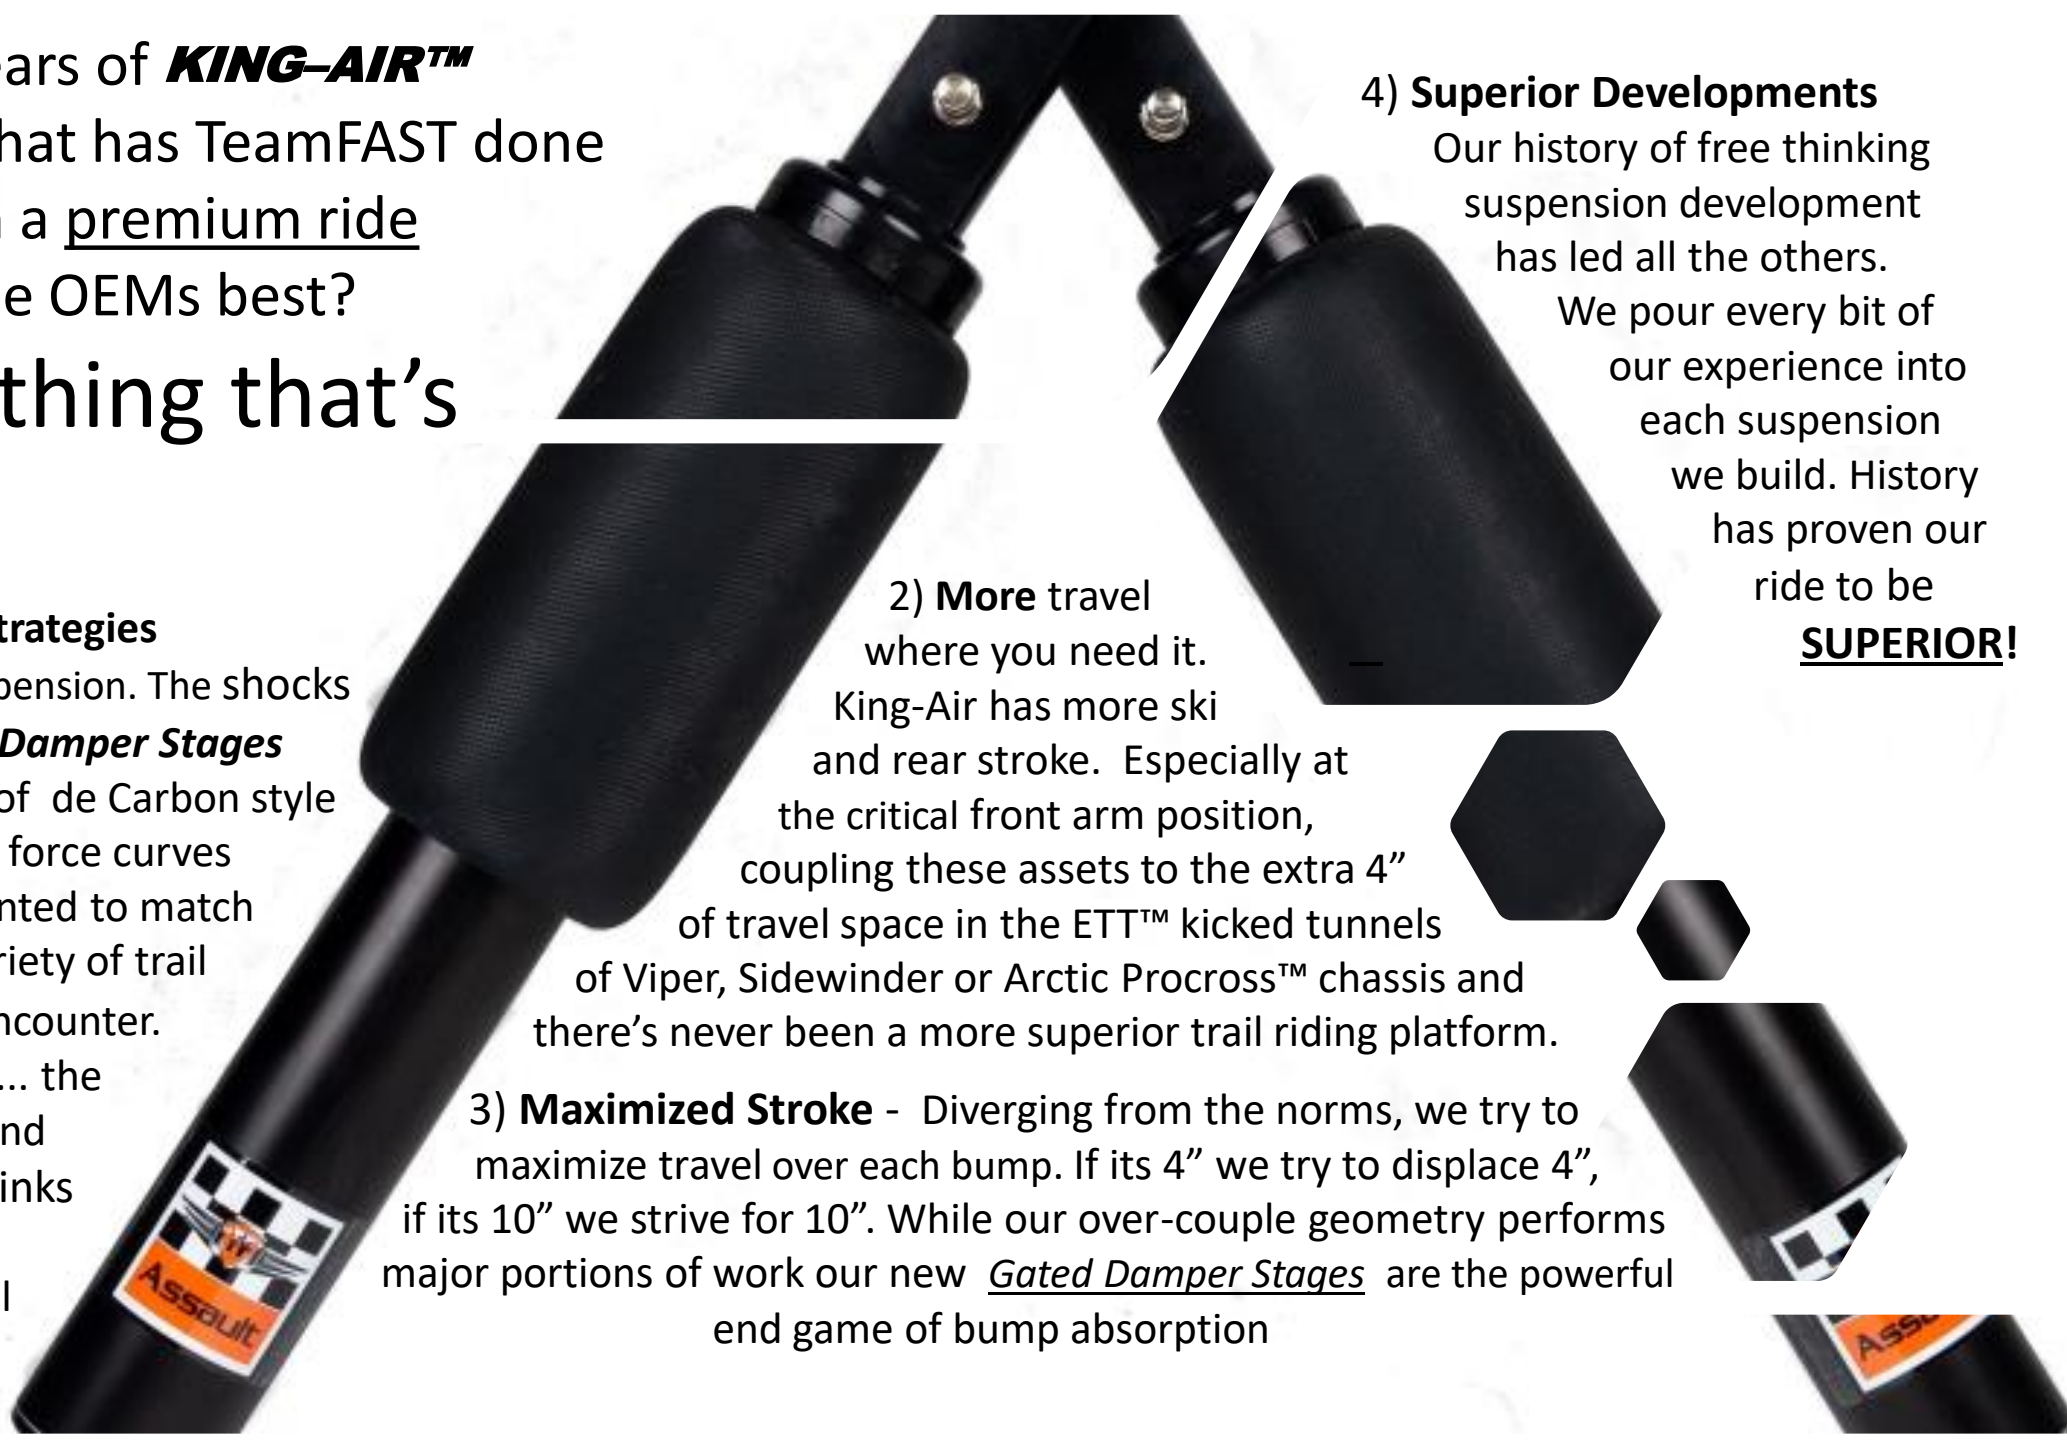 ars of KING–AIR™
hat has TeamFAST done
a premium ride
e OEMs best?
thing that's
trategies
pension. The shocks
Damper Stages
of de Carbon style
force curves
nted to match
riety of trail
ncounter.
... the
nd
inks
l
2) More travel
where you need it.
King-Air has more ski
and rear stroke. Especially at
the critical front arm position,
coupling these assets to the extra 4”
of travel space in the ETT™ kicked tunnels
of Viper, Sidewinder or Arctic Procross™ chassis and
there’s never been a more superior trail riding platform.
3) Maximized Stroke - Diverging from the norms, we try to
maximize travel over each bump. If its 4” we try to displace 4”,
if its 10” we strive for 10”. While our over-couple geometry performs
major portions of work our new Gated Damper Stages are the powerful
end game of bump absorption
4) Superior Developments
Our history of free thinking
suspension development
has led all the others.
We pour every bit of
our experience into
each suspension
we build. History
has proven our
ride to be
SUPERIOR!
Assault
Assu